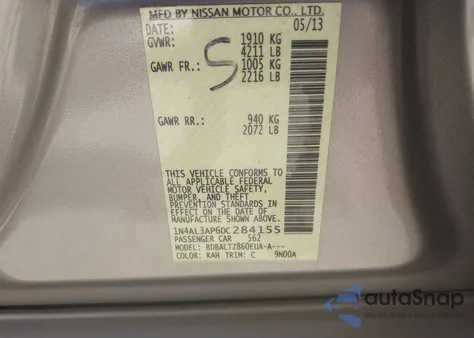 MFD BY NISSAN MOTOR CO., LTD.
DATE: 05/13
GVWR: 1910 KG
4211 LB
GAWR FR.: 1005 KG
2216 LB
S
GAWR RR.: 940 KG
2072 LB
THIS VEHICLE CONFORMS TO
ALL APPLICABLE FEDERAL
MOTOR VEHICLE SAFETY,
BUMPER, AND THEFT
PREVENTION STANDARDS IN
EFFECT ON THE DATE OF
MANUFACTURE SHOWN ABOVE.
1N4AL3AP6DC284155
PASSENGER CAR 562
MODEL: BDBALTZ860EUA-A---
COLOR: KAH TRIM: C 9N00A
autoSnap